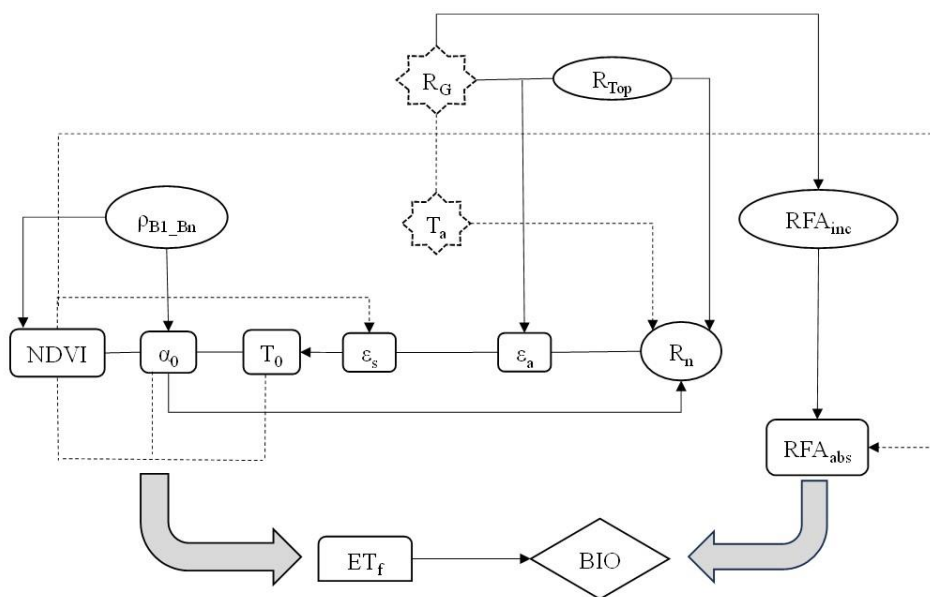 R_G
R_Top
ρ_B1_Bn
T_a
RFA_inc
NDVI
α_0
T_0
ε_s
ε_a
R_n
RFA_abs
ET_f
BIO